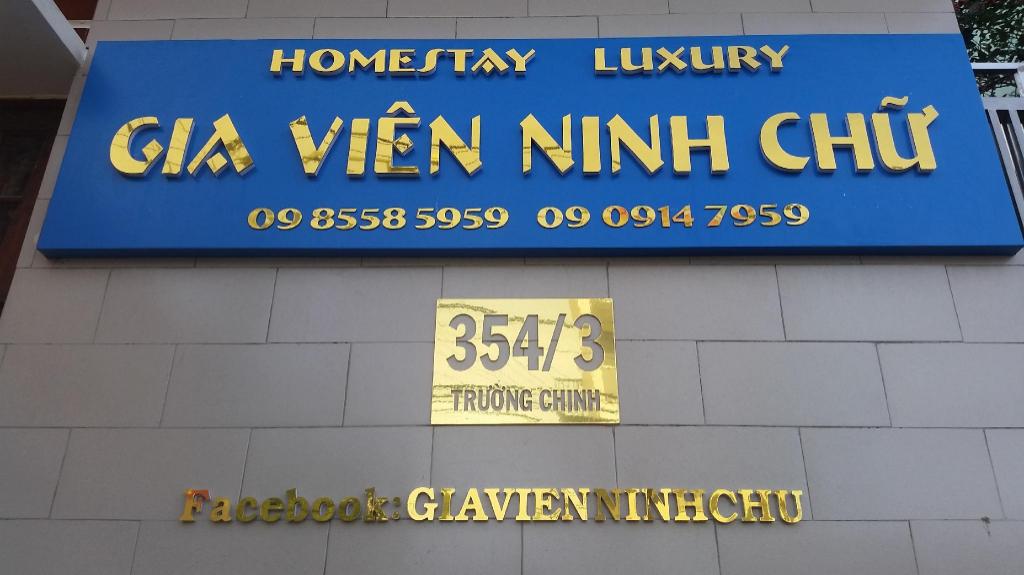 HOMESTAY LUXURY
GIA VIÊN NINH CHỮ
09 8558 5959 09 0914 7959
354/3
TRƯỜNG CHINH
Facebook: GIAVIENNINHCHU